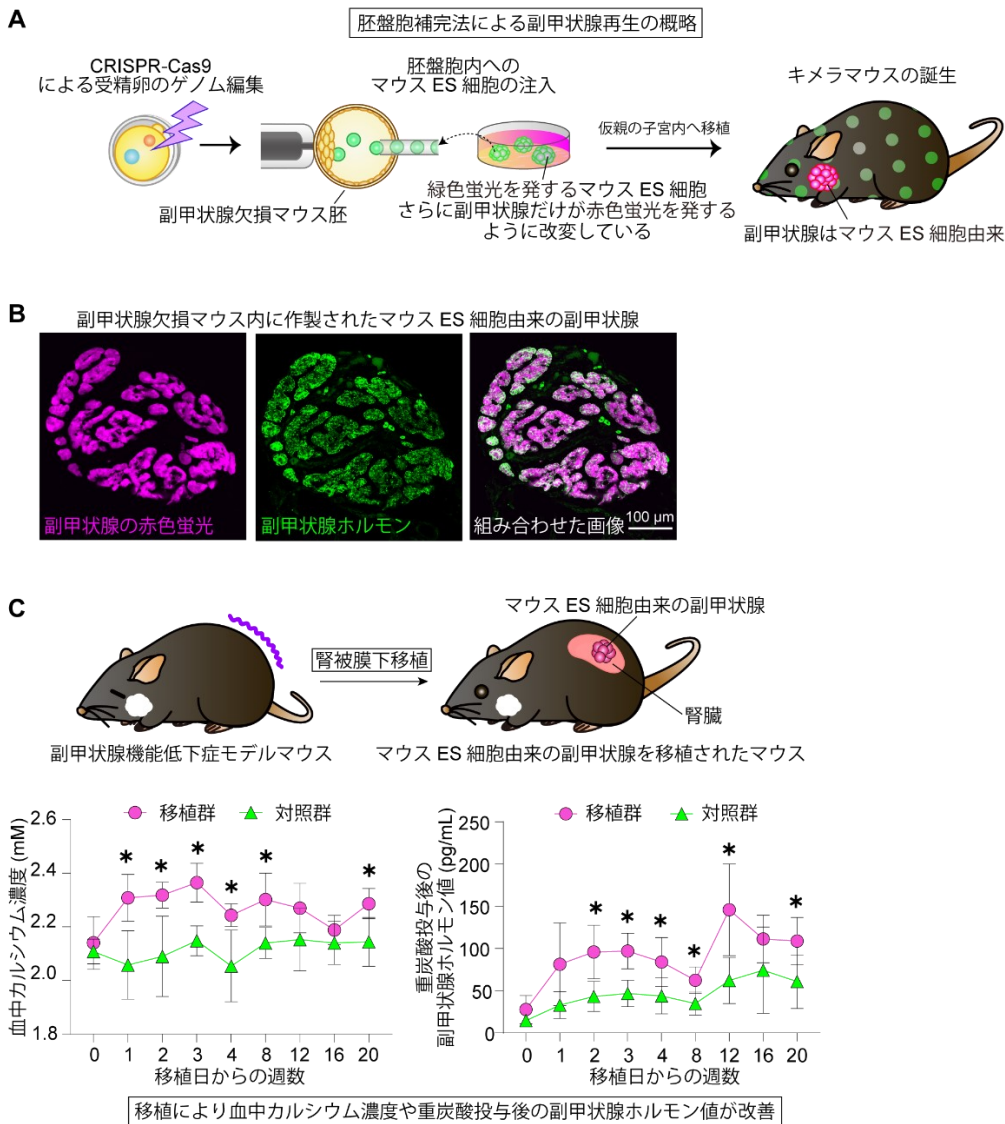 A
胚盤胞補完法による副甲状腺再生の概略
CRISPR-Cas9
による受精卵のゲノム編集
胚盤胞内への
マウス ES 細胞の注入
キメラマウスの誕生
仮親の子宮内へ移植
副甲状腺欠損マウス胚
緑色蛍光を発するマウス ES 細胞
さらに副甲状腺だけが赤色蛍光を発する
ように改変している
副甲状腺はマウス ES 細胞由来
B
副甲状腺欠損マウス内に作製されたマウス ES 細胞由来の副甲状腺
副甲状腺の赤色蛍光
副甲状腺ホルモン
組み合わせた画像
100 μm
C
マウス ES 細胞由来の副甲状腺
腎被膜下移植
腎臓
副甲状腺機能低下症モデルマウス
マウス ES 細胞由来の副甲状腺を移植されたマウス
移植群
対照群
血中カルシウム濃度 (mM)
2.6
2.4
2.2
2.0
1.8
* * * * * *
0 1 2 3 4 8 12 16 20
移植日からの週数
移植群
対照群
重炭酸投与後の
副甲状腺ホルモン値 (pg/mL)
250
200
150
100
50
0
* * * * * *
0 1 2 3 4 8 12 16 20
移植日からの週数
移植により血中カルシウム濃度や重炭酸投与後の副甲状腺ホルモン値が改善